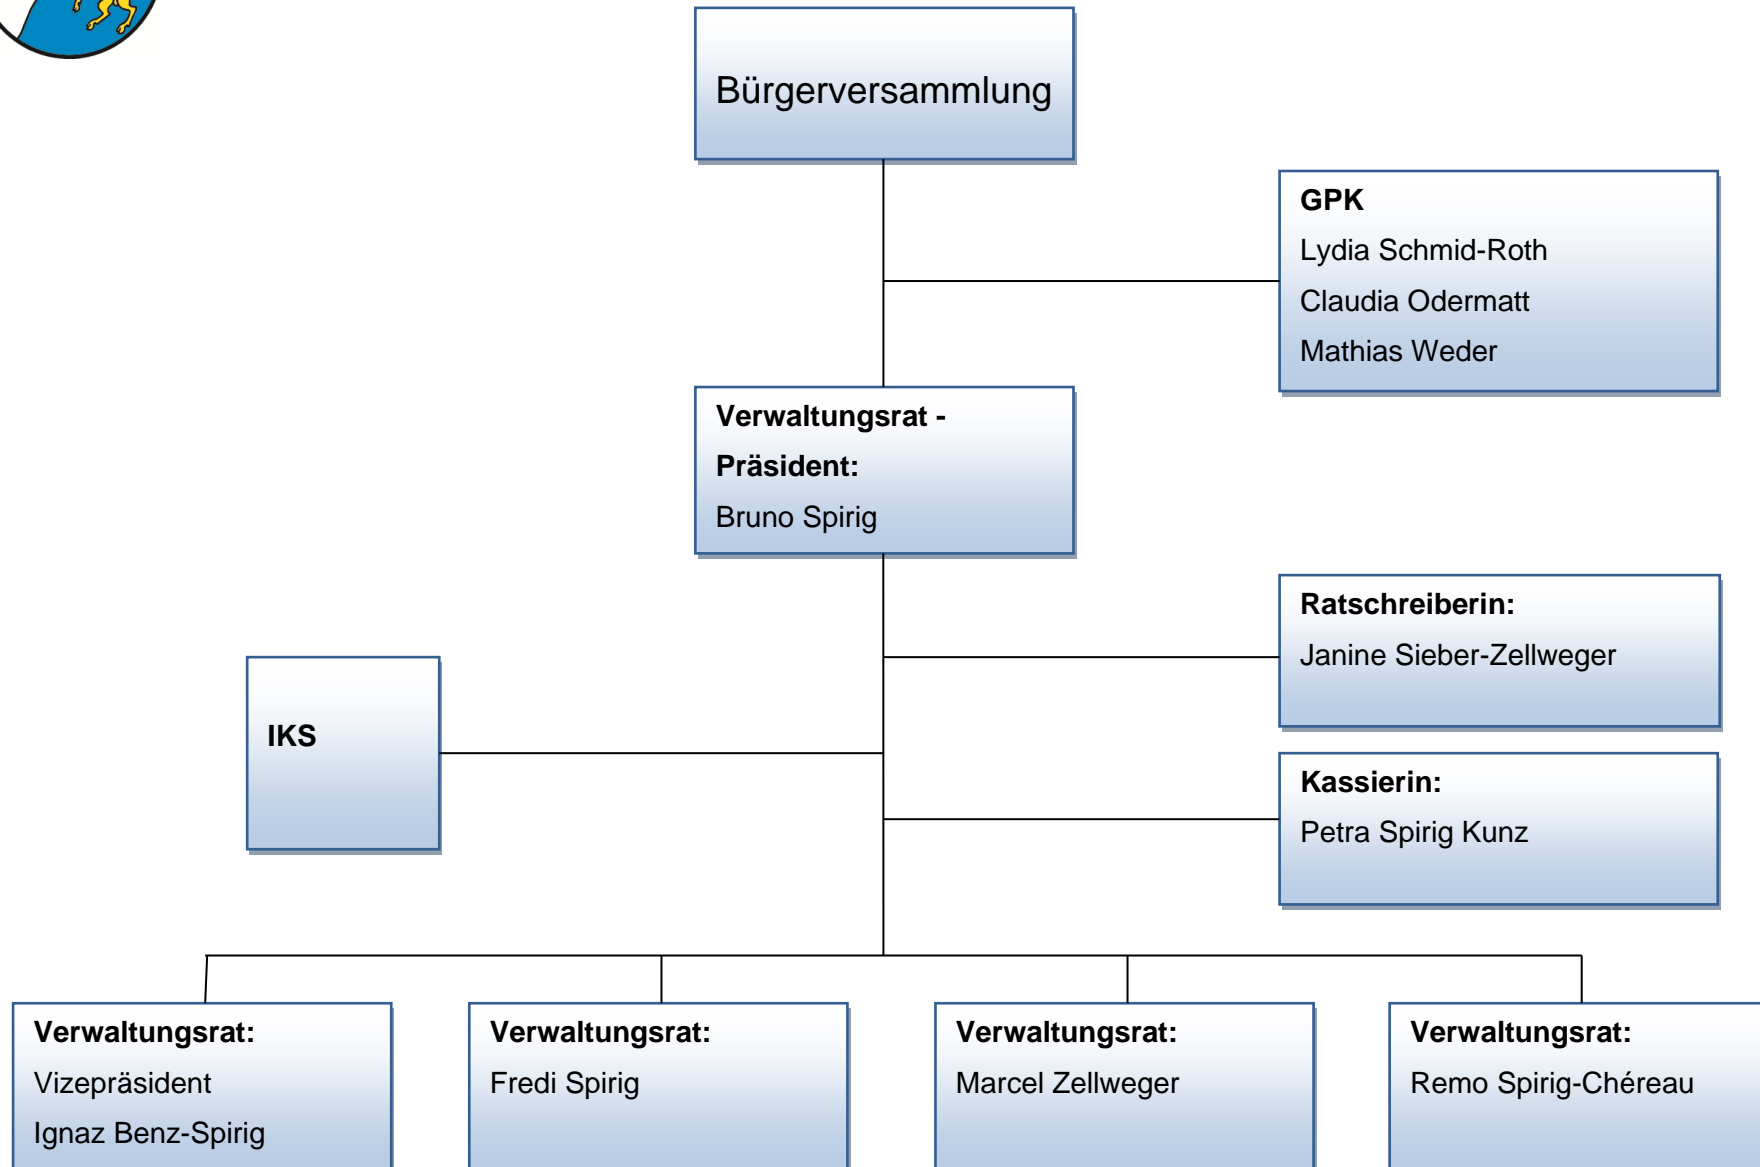 Bürgerversammlung
GPK
Lydia Schmid-Roth
Claudia Odermatt
Mathias Weder
Verwaltungsrat -
Präsident:
Bruno Spirig
Ratschreiberin:
Janine Sieber-Zellweger
IKS
Kassierin:
Petra Spirig Kunz
Verwaltungsrat:
Vizepräsident
Ignaz Benz-Spirig
Verwaltungsrat:
Fredi Spirig
Verwaltungsrat:
Marcel Zellweger
Verwaltungsrat:
Remo Spirig-Chéreau